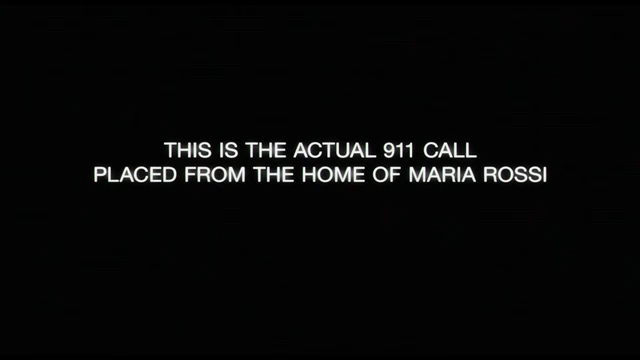 THIS IS THE ACTUAL 911 CALL
PLACED FROM THE HOME OF MARIA ROSSI